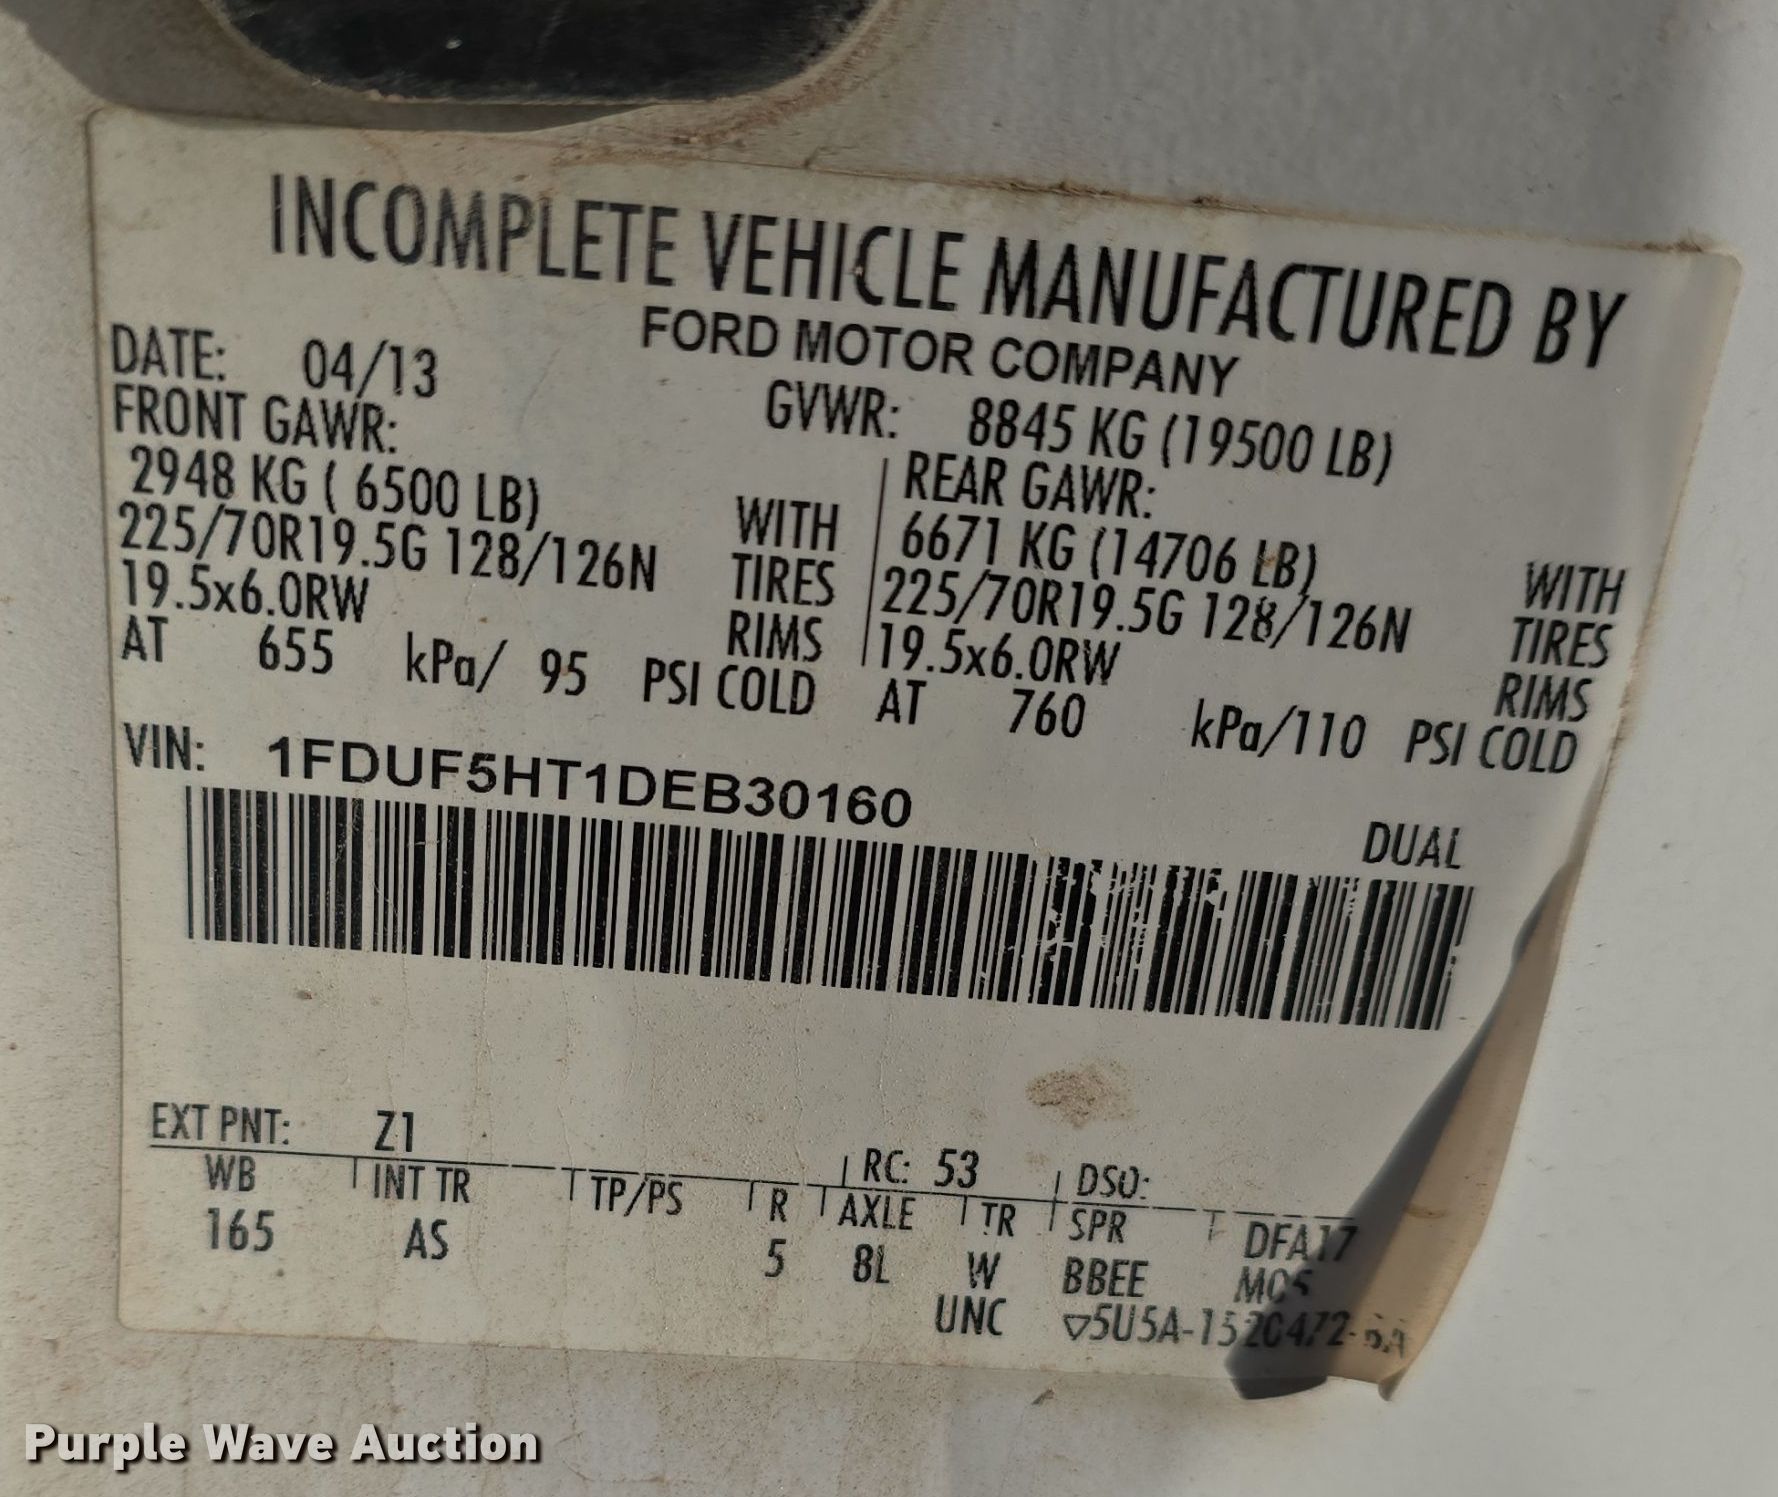 INCOMPLETE VEHICLE MANUFACTURED BY
FORD MOTOR COMPANY
DATE: 04/13
GVWR: 8845 KG (19500 LB)
FRONT GAWR:
2948 KG ( 6500 LB) WITH
225/70R19.5G 128/126N TIRES
19.5x6.0RW RIMS
AT 655 kPa/ 95 PSI COLD
REAR GAWR:
6671 KG (14706 LB) WITH
225/70R19.5G 128/126N TIRES
19.5x6.0RW RIMS
AT 760 kPa/110 PSI COLD
VIN: 1FDUF5HT1DEB30160
DUAL
EXT PNT: Z1 RC: 53 DSO:
WB INT TR TP/PS R AXLE TR SPR DFA17
165 AS 5 8L W BBEE
UNC
Purple Wave Auction